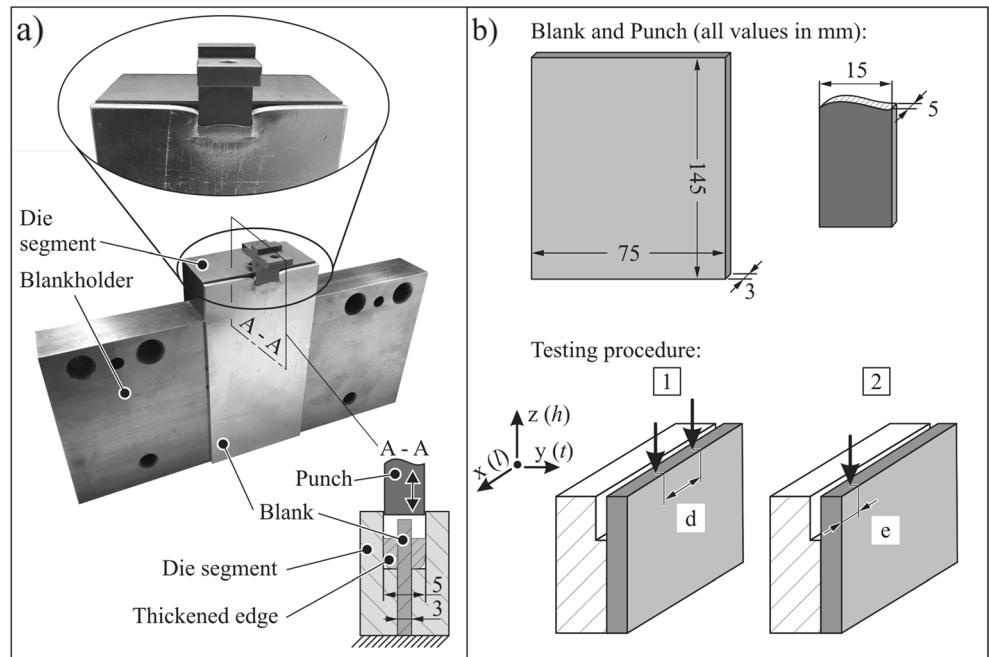 a)
Die
segment
Blankholder
A - A
A - A
Punch
Blank
Die segment
Thickened edge
5
3
b)
Blank and Punch (all values in mm):
145
75
3
15
5
Testing procedure:
1
2
z (h)
y (t)
x (l)
d
e